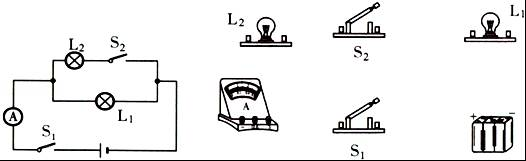 L₂ S₂
A
L₁
S₁
L₂
S₂
L₁
A
S₁
+ −